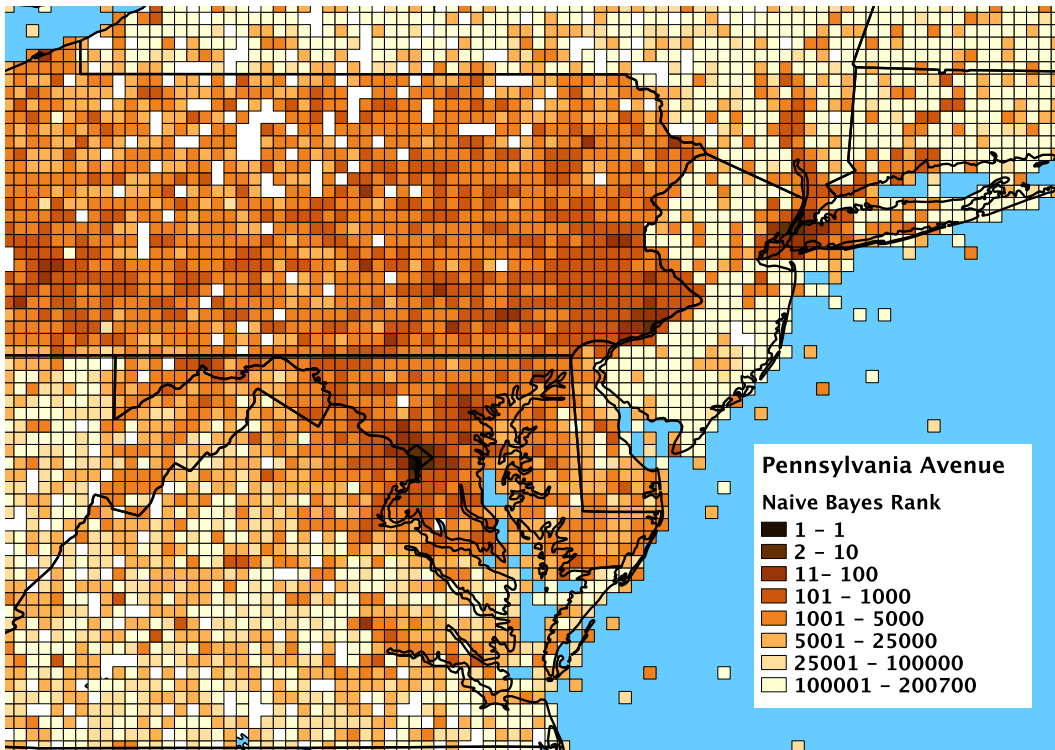 Pennsylvania Avenue
Naive Bayes Rank
1 – 1
2 – 10
11– 100
101 – 1000
1001 – 5000
5001 – 25000
25001 – 100000
100001 – 200700